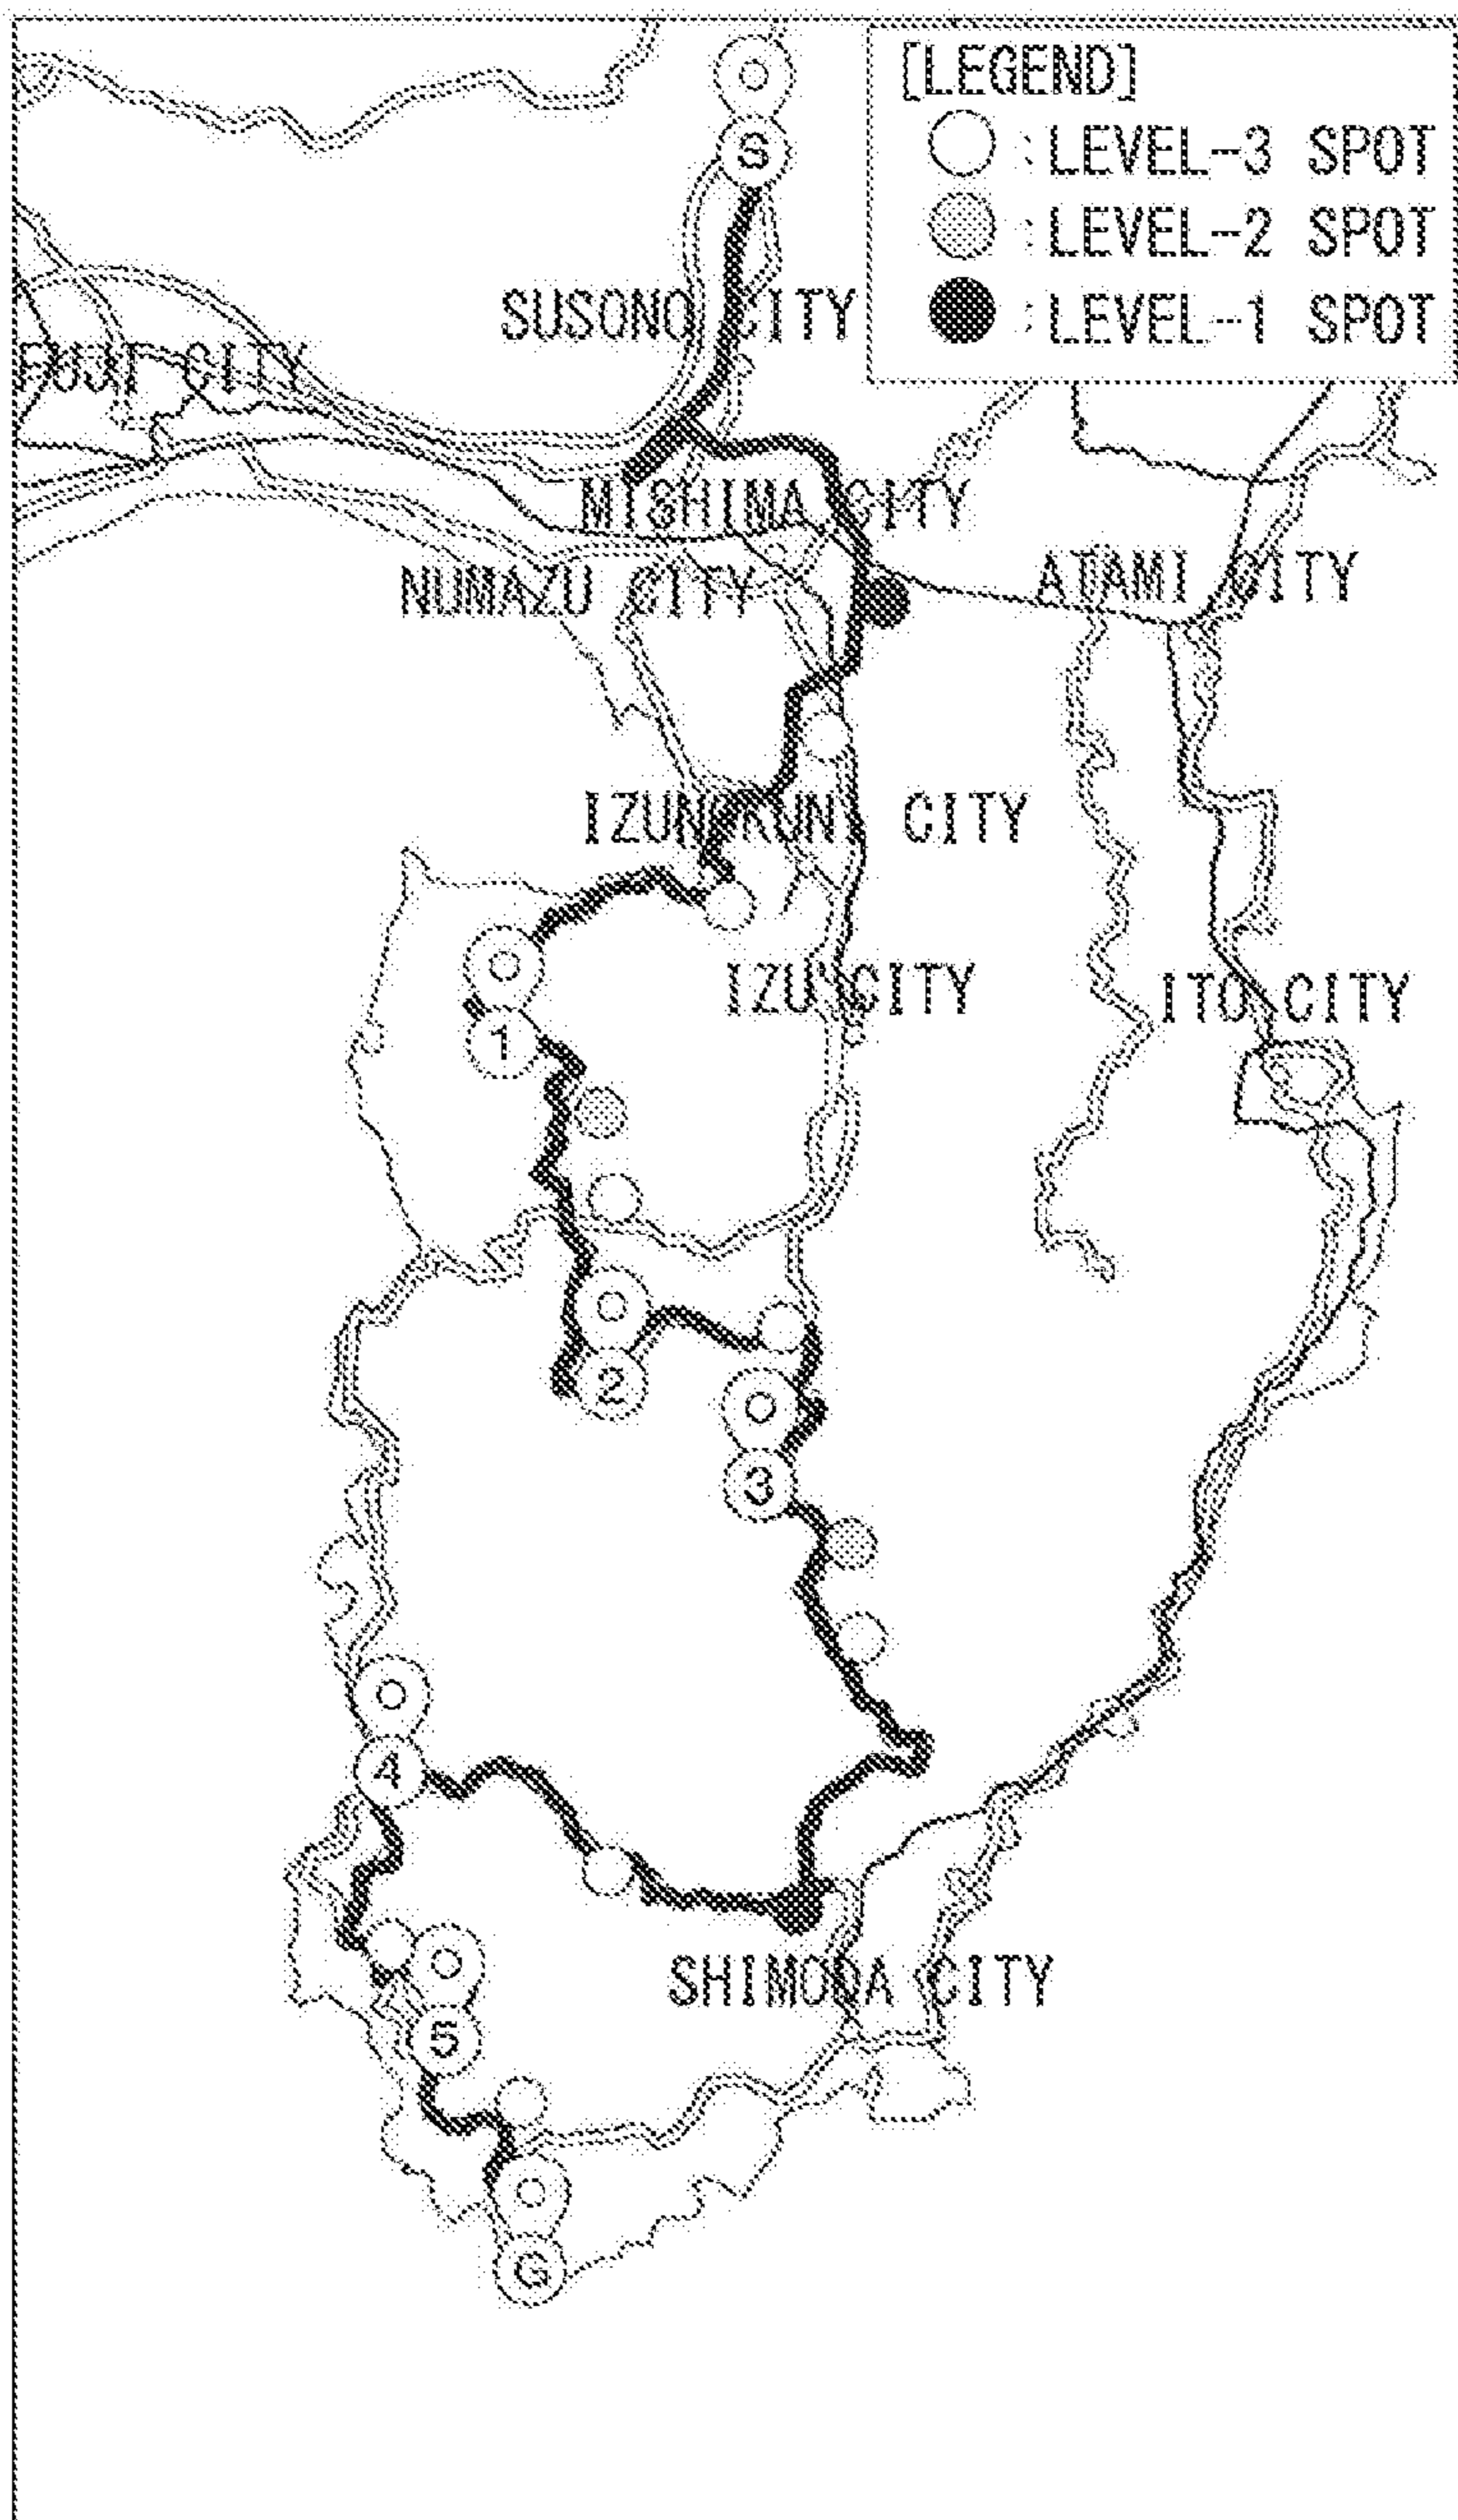 [LEGEND]
S
: LEVEL-3 SPOT
: LEVEL-2 SPOT
: LEVEL-1 SPOT
SUSONO CITY
FUJI CITY
MISHIMA CITY
NUMAZU CITY
ATAMI CITY
IZUNOKUNI CITY
IZU CITY
ITO CITY
1
2
3
4
SHIMODA CITY
5
G